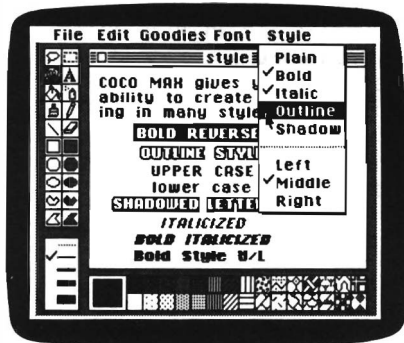 File Edit Goodies Font Style
style
Plain
Bold
Italic
Outline
Shadow
Left
Middle
Right
COCO MAX gives
ability to create
ing in many style
BOLD REVERSE
OUTLINE STYL
UPPER CASE
lower case
SHADOWED LETTE
ITALICIZED
BOLD ITALICIZED
Bold Style U/L